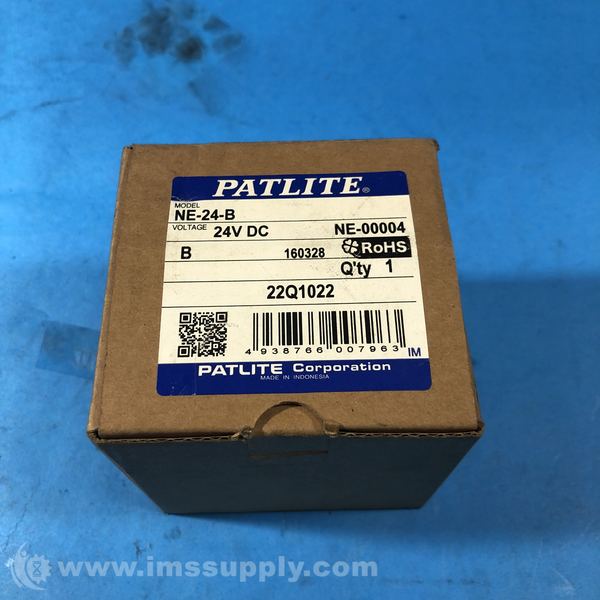 PATLITE®
MODEL
NE-24-B
VOLTAGE 24V DC NE-00004
B 160328 RoHS
Q'ty 1
22Q1022
4 938766 007963 IM
PATLITE Corporation
MADE IN INDONESIA
www.imssupply.com